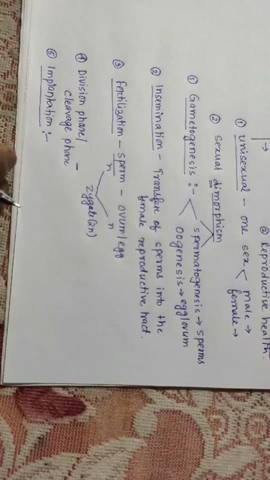 ② Reproductive health
① Unisexual - one sex < male →
female →
② sexual dimorphism
① Gametogenesis :- < spermatogenesis → sperms
oogenesis → egg/ovum
② Insemination - Transfer of sperms into the
female reproductive tract.
③ Fertilization - sperm - ovum/egg
n n
zygote(2n)
④ Division phase/ -
cleavage phase
⑤ Implantation :-